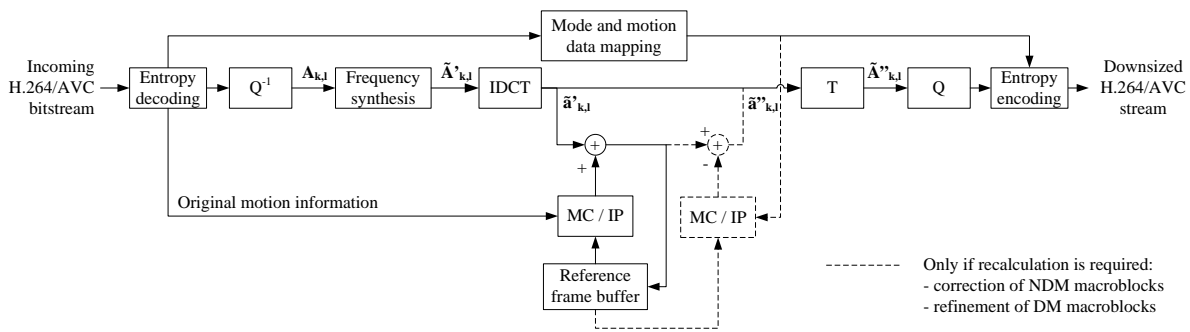 Mode and motion
data mapping
Incoming
H.264/AVC
bitstream
Entropy
decoding
Q⁻¹
A_k,l
Frequency
synthesis
Ã'_k,l
IDCT
ã'_k,l
ã''_k,l
T
Ã''_k,l
Q
Entropy
encoding
Downsized
H.264/AVC
stream
+
+
+
+
-
Original motion information
MC / IP
MC / IP
Reference
frame buffer
Only if recalculation is required:
- correction of NDM macroblocks
- refinement of DM macroblocks